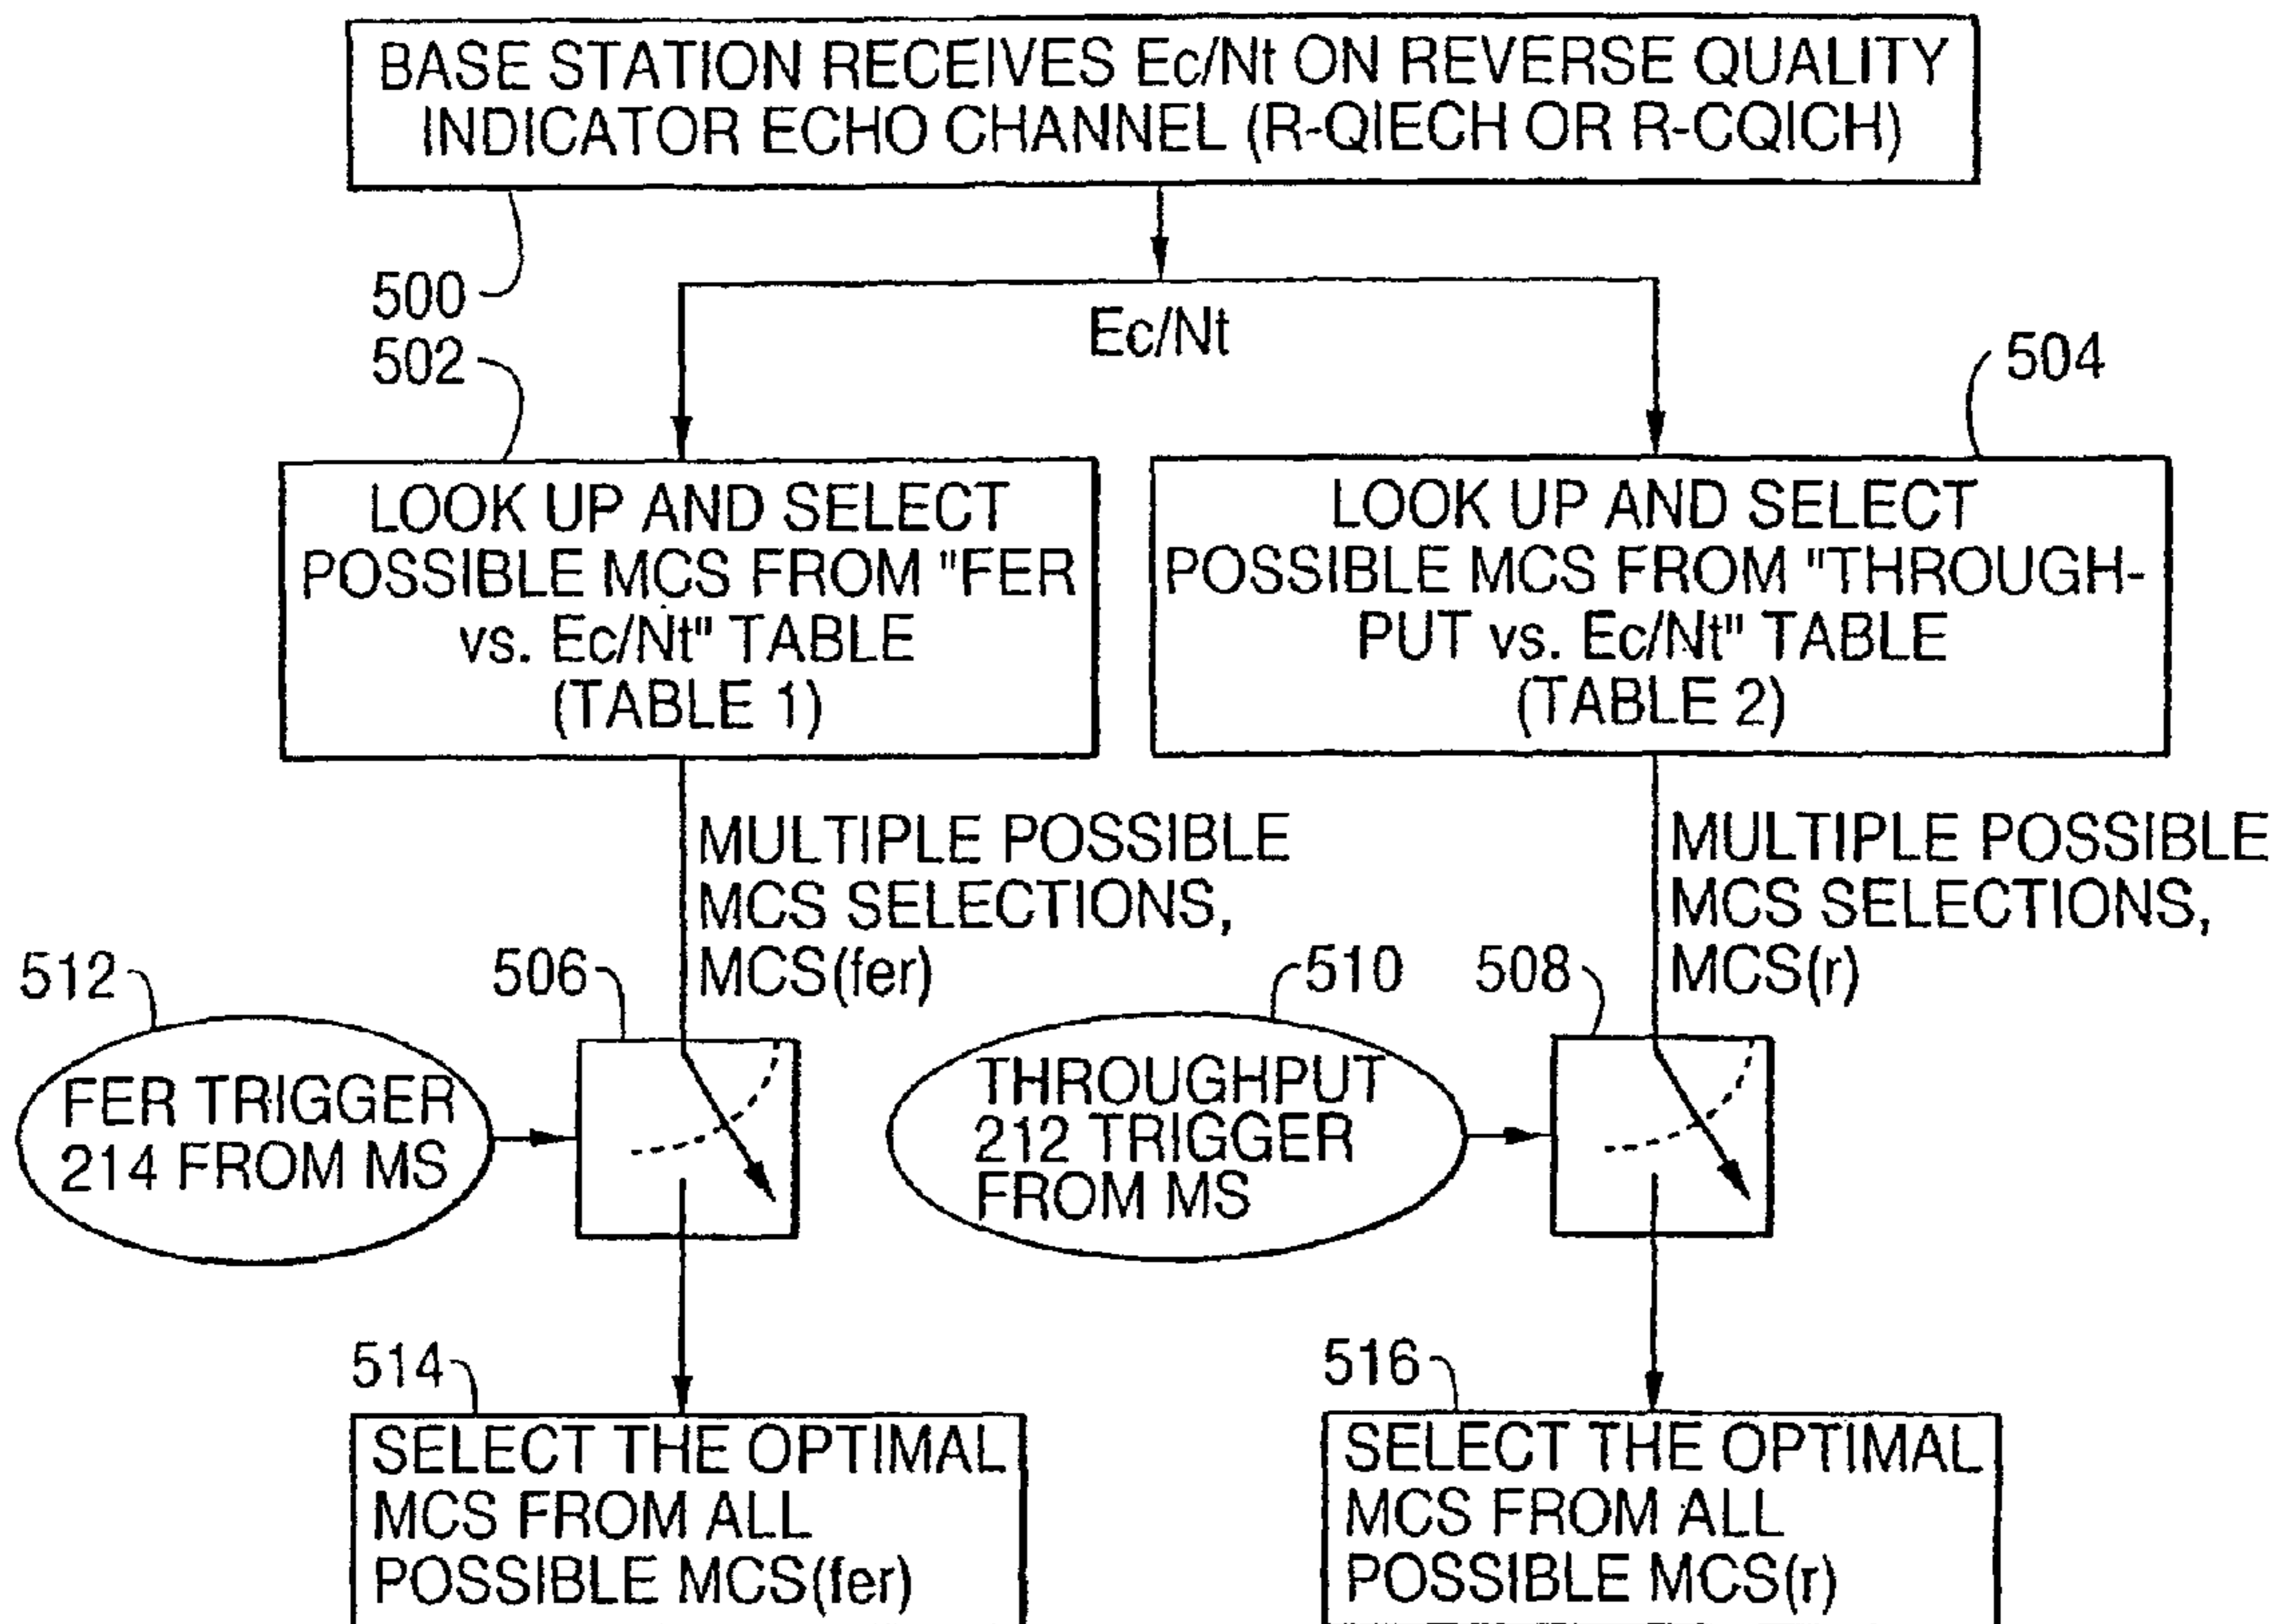 BASE STATION RECEIVES Ec/Nt ON REVERSE QUALITY
INDICATOR ECHO CHANNEL (R-QIECH OR R-CQICH)
500
Ec/Nt
502
504
LOOK UP AND SELECT
POSSIBLE MCS FROM "FER
vs. Ec/Nt" TABLE
(TABLE 1)
LOOK UP AND SELECT
POSSIBLE MCS FROM "THROUGH-
PUT vs. Ec/Nt" TABLE
(TABLE 2)
MULTIPLE POSSIBLE
MCS SELECTIONS,
MCS(fer)
MULTIPLE POSSIBLE
MCS SELECTIONS,
MCS(r)
512
506
510
508
FER TRIGGER
214 FROM MS
THROUGHPUT
212 TRIGGER
FROM MS
514
516
SELECT THE OPTIMAL
MCS FROM ALL
POSSIBLE MCS(fer)
SELECT THE OPTIMAL
MCS FROM ALL
POSSIBLE MCS(r)